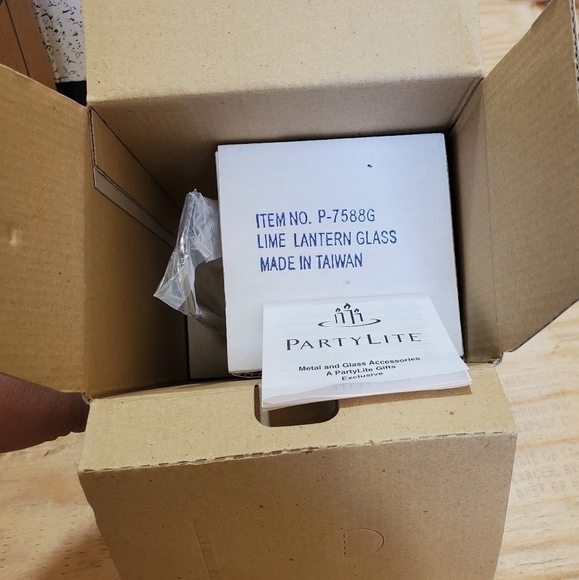 ITEM NO. P-7588G
LIME LANTERN GLASS
MADE IN TAIWAN
PARTYLITE
Metal and Glass Accessories
A PartyLite Gifts
Exclusive